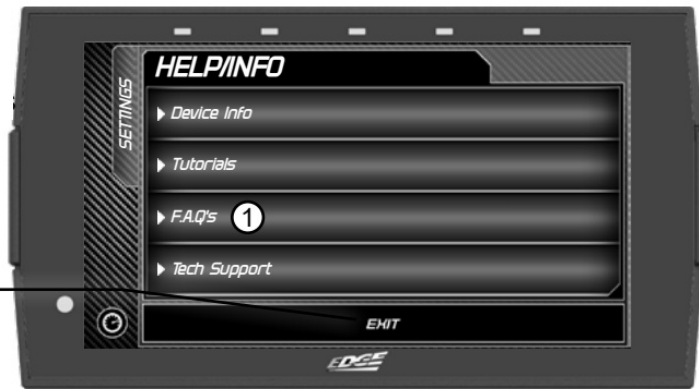 HELP/INFO
SETTINGS
Device Info
Tutorials
F.A.Q's 1
Tech Support
EXIT
EDGE